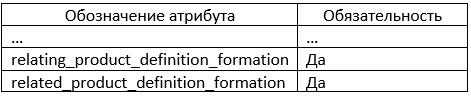 Обозначение атрибута Обязательность
... ...
relating_product_definition_formation Да
related_product_definition_formation Да